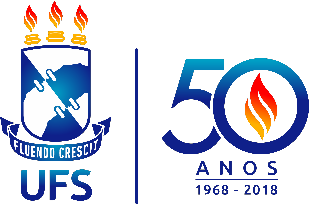 FLUENDO CRESCIT
UFS
50
ANOS
1968 - 2018